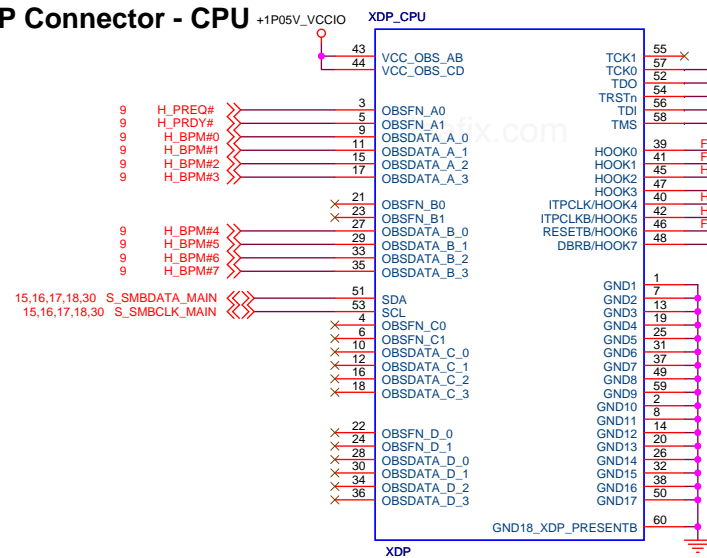 P Connector - CPU
+1P05V_VCCIO
XDP_CPU
43 VCC_OBS_AB
44 VCC_OBS_CD
9 H_PREQ# 3 OBSFN_A0
9 H_PRDY# 5 OBSFN_A1
9 H_BPM#0 9 OBSDATA_A_0
9 H_BPM#1 11 OBSDATA_A_1
9 H_BPM#2 15 OBSDATA_A_2
9 H_BPM#3 17 OBSDATA_A_3
21 OBSFN_B0
23 OBSFN_B1
9 H_BPM#4 27 OBSDATA_B_0
9 H_BPM#5 29 OBSDATA_B_1
9 H_BPM#6 33 OBSDATA_B_2
9 H_BPM#7 35 OBSDATA_B_3
15,16,17,18,30 S_SMBDATA_MAIN 51 SDA
15,16,17,18,30 S_SMBCLK_MAIN 53 SCL
4 OBSFN_C0
6 OBSFN_C1
10 OBSDATA_C_0
12 OBSDATA_C_1
16 OBSDATA_C_2
18 OBSDATA_C_3
22 OBSFN_D_0
24 OBSFN_D_1
28 OBSDATA_D_0
30 OBSDATA_D_1
34 OBSDATA_D_2
36 OBSDATA_D_3
TCK1 55
TCK0 57
TDO 52
TRSTn 54
TDI 56
TMS 58
HOOK0 39
HOOK1 41
HOOK2 45
HOOK3 47
ITPCLK/HOOK4 40
ITPCLKB/HOOK5 42
RESETB/HOOK6 46
DBRB/HOOK7 48
GND1 1
GND2 7
GND3 13
GND4 19
GND5 25
GND6 31
GND7 37
GND8 49
GND9 59
GND10 2
GND11 8
GND12 14
GND13 20
GND14 26
GND15 32
GND16 38
GND17 50
GND18_XDP_PRESENTB 60
XDP